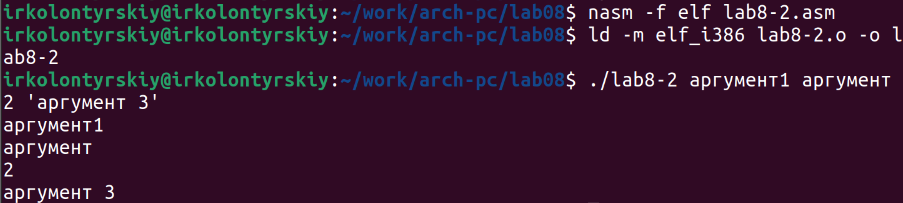 irkolontyrskiy@irkolontyrskiy:~/work/arch-pc/lab08$ nasm -f elf lab8-2.asm
irkolontyrskiy@irkolontyrskiy:~/work/arch-pc/lab08$ ld -m elf_i386 lab8-2.o -o l
ab8-2
irkolontyrskiy@irkolontyrskiy:~/work/arch-pc/lab08$ ./lab8-2 аргумент1 аргумент
2 'аргумент 3'
аргумент1
аргумент
2
аргумент 3